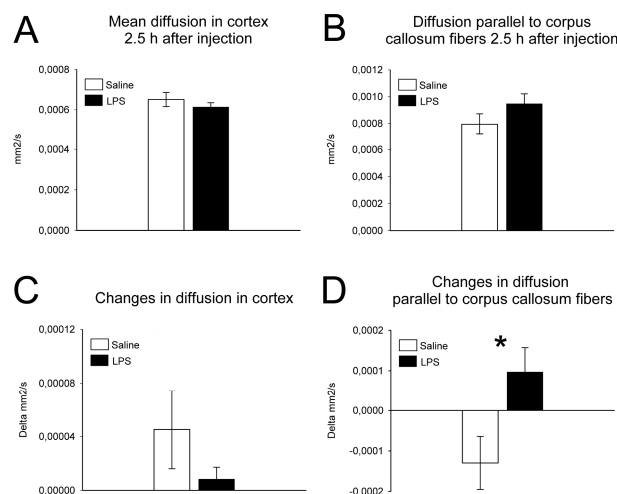 A
Mean diffusion in cortex
2.5 h after injection
0,0008
0,0006
0,0004
0,0002
0,0000
mm2/s
Saline
LPS
B
Diffusion parallel to corpus
callosum fibers 2.5 h after injection
0,0012
0,0010
0,0008
0,0006
0,0004
0,0002
0,0000
mm2/s
Saline
LPS
C
Changes in diffusion in cortex
0,00012
0,00008
0,00004
0,00000
Delta mm2/s
Saline
LPS
D
Changes in diffusion
parallel to corpus callosum fibers
0,0002
0,0001
0,0000
-0,0001
-0,0002
Delta mm2/s
Saline
LPS
*